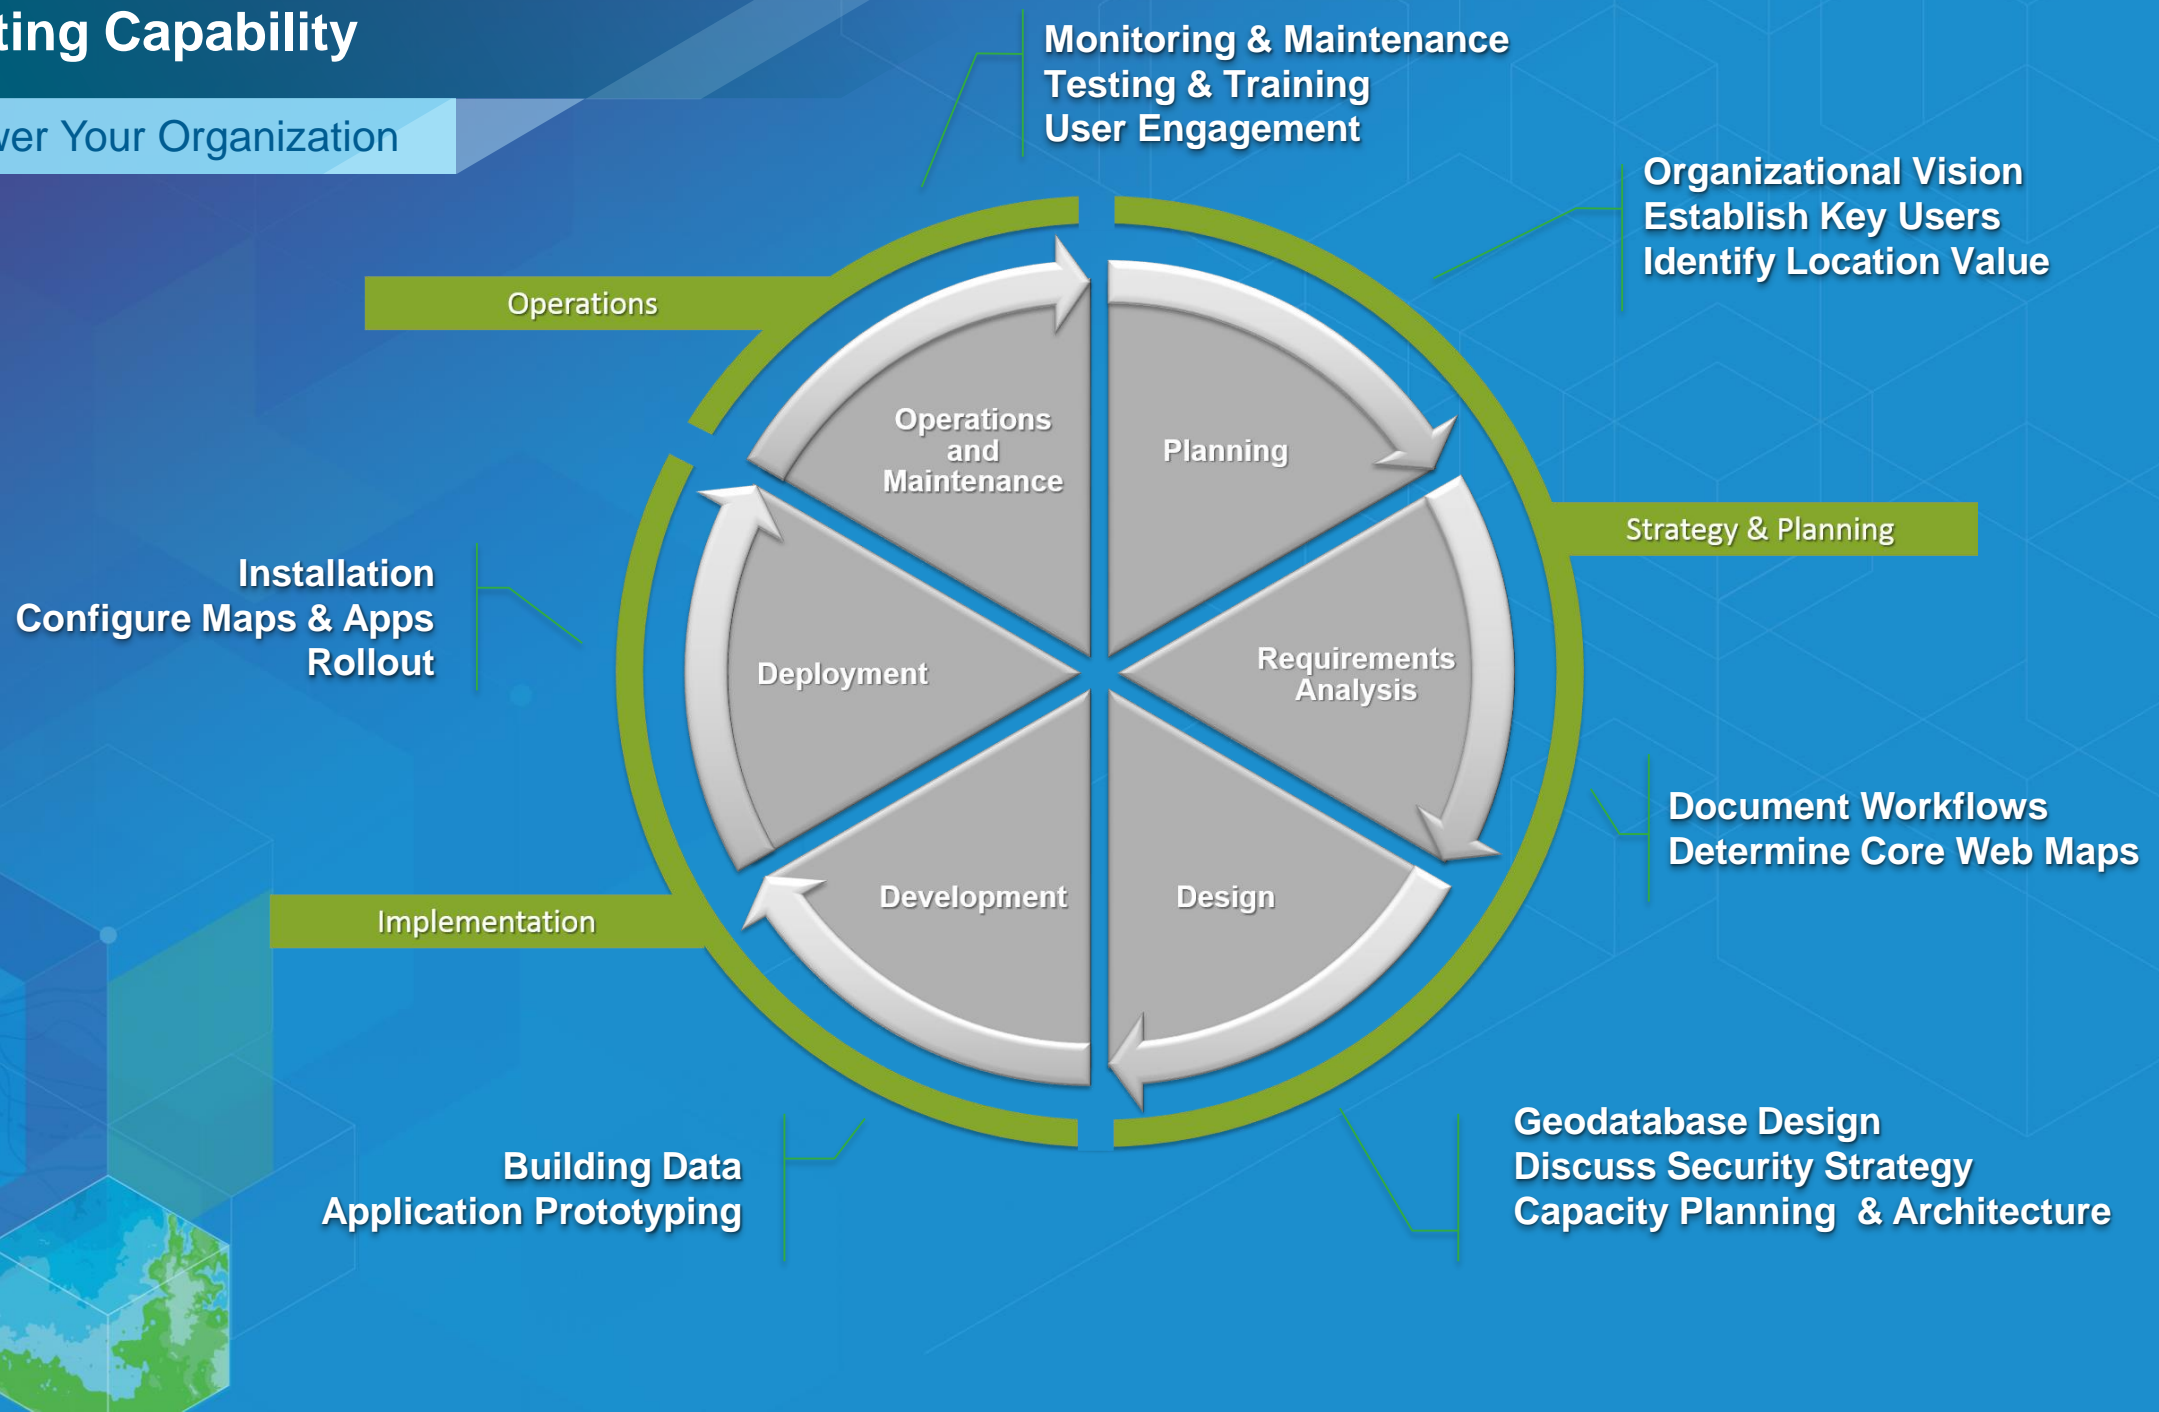 ting Capability
wer Your Organization
Monitoring & Maintenance
Testing & Training
User Engagement
Organizational Vision
Establish Key Users
Identify Location Value
Operations
Operations
and
Maintenance
Planning
Strategy & Planning
Installation
Configure Maps & Apps
Rollout
Deployment
Requirements
Analysis
Document Workflows
Determine Core Web Maps
Development
Design
Implementation
Building Data
Application Prototyping
Geodatabase Design
Discuss Security Strategy
Capacity Planning  & Architecture